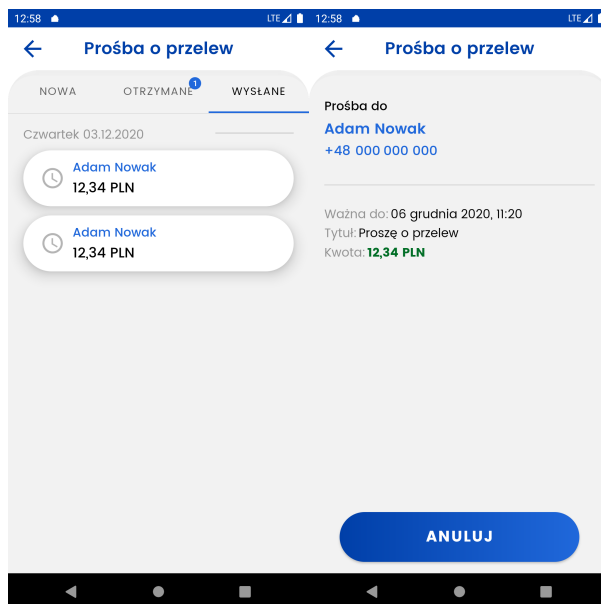 12:58 LTE
Prośba o przelew
NOWA OTRZYMANE 1 WYSŁANE
Czwartek 03.12.2020
Adam Nowak
12,34 PLN
Adam Nowak
12,34 PLN
12:58 LTE
Prośba o przelew
Prośba do
Adam Nowak
+48 000 000 000
Ważna do: 06 grudnia 2020, 11:20
Tytuł: Proszę o przelew
Kwota: 12,34 PLN
ANULUJ